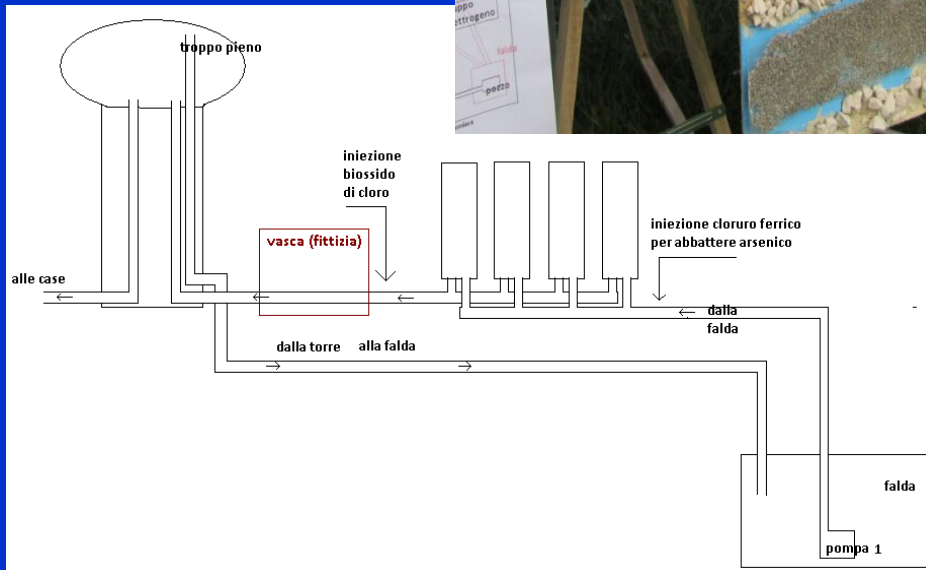 troppo pieno
ettrogeno
falda
pozzo
iniezione
biossido
di cloro
iniezione cloruro ferrico
per abbattere arsenico
vasca (fittizia)
alle case
dalla
falda
dalla torre alla falda
falda
pompa 1